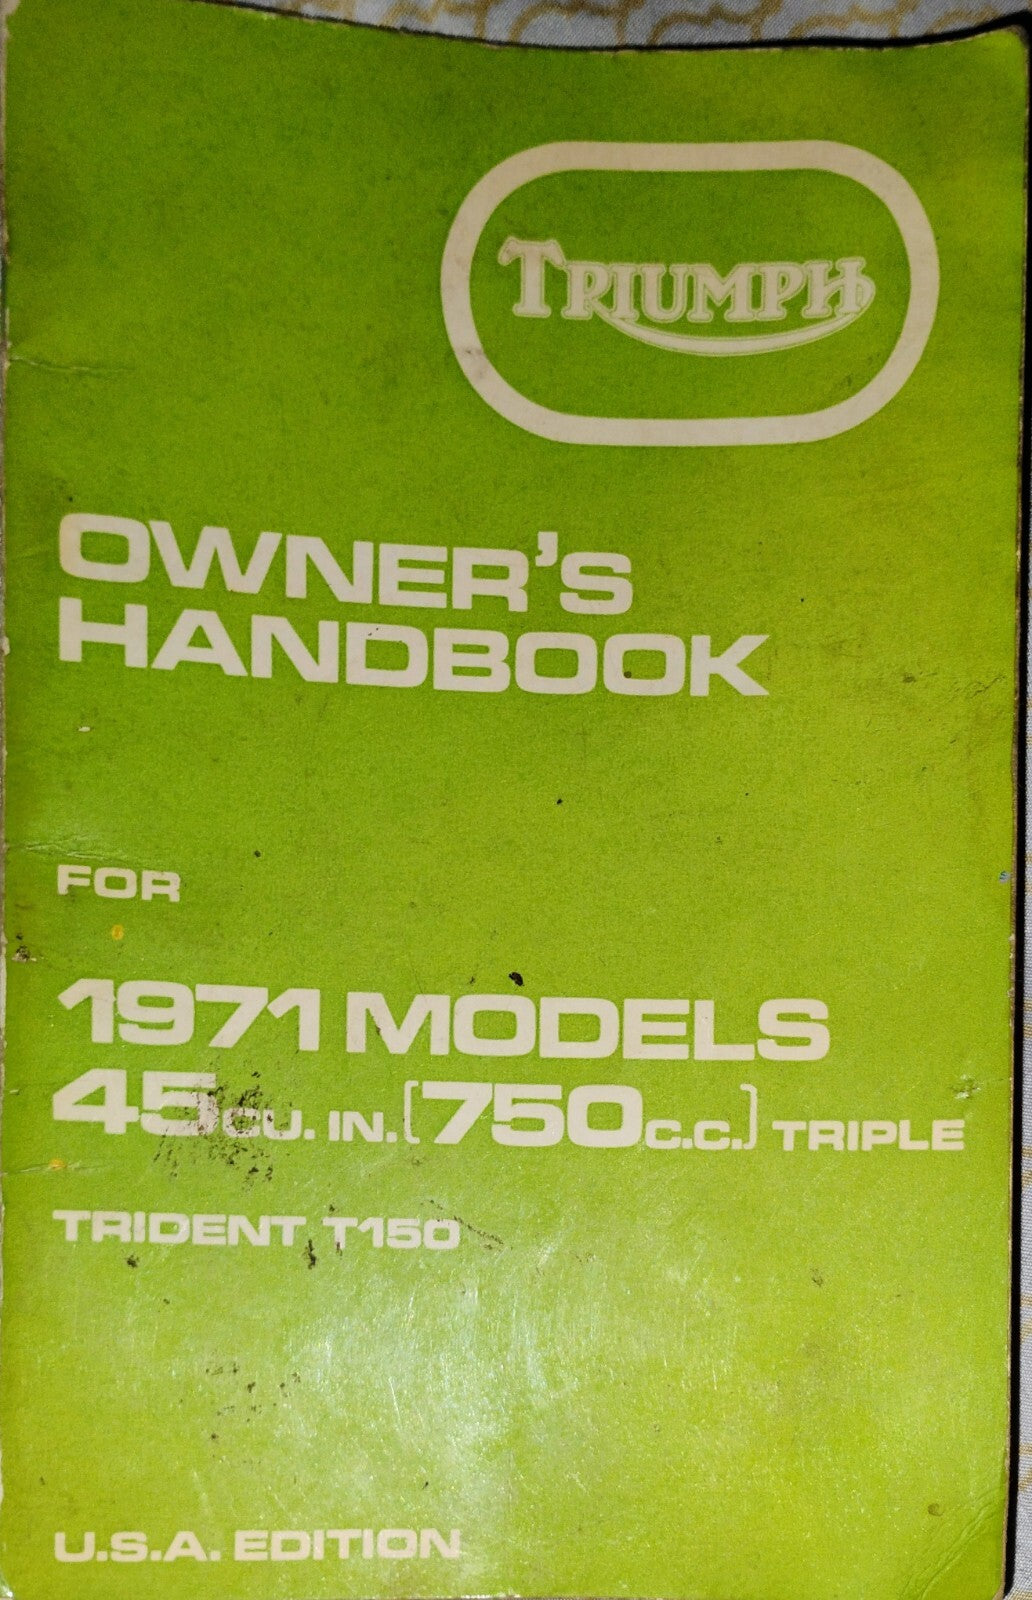 TRIUMPH
OWNER'S
HANDBOOK
FOR
1971 MODELS
45 CU. IN. [750 C.C.] TRIPLE
TRIDENT T150
U.S.A. EDITION